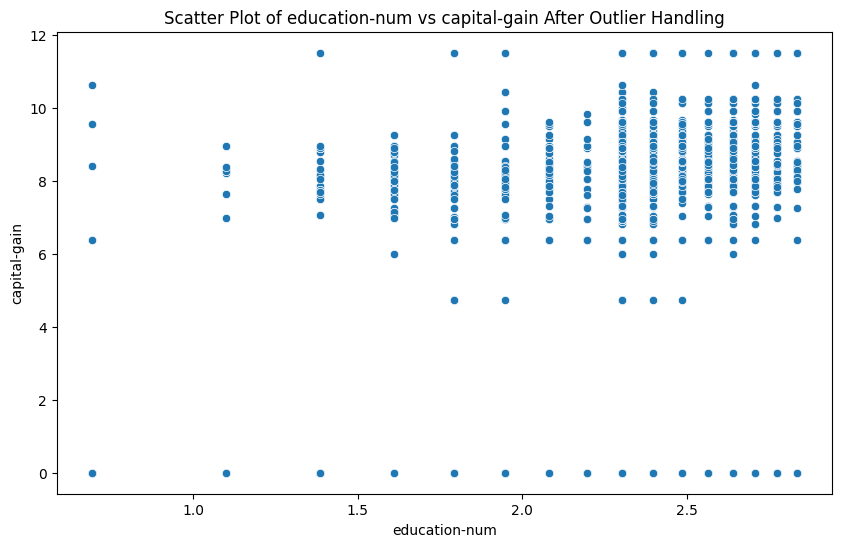 Scatter Plot of education-num vs capital-gain After Outlier Handling
12
10
8
6
4
2
0
capital-gain
1.0 1.5 2.0 2.5
education-num